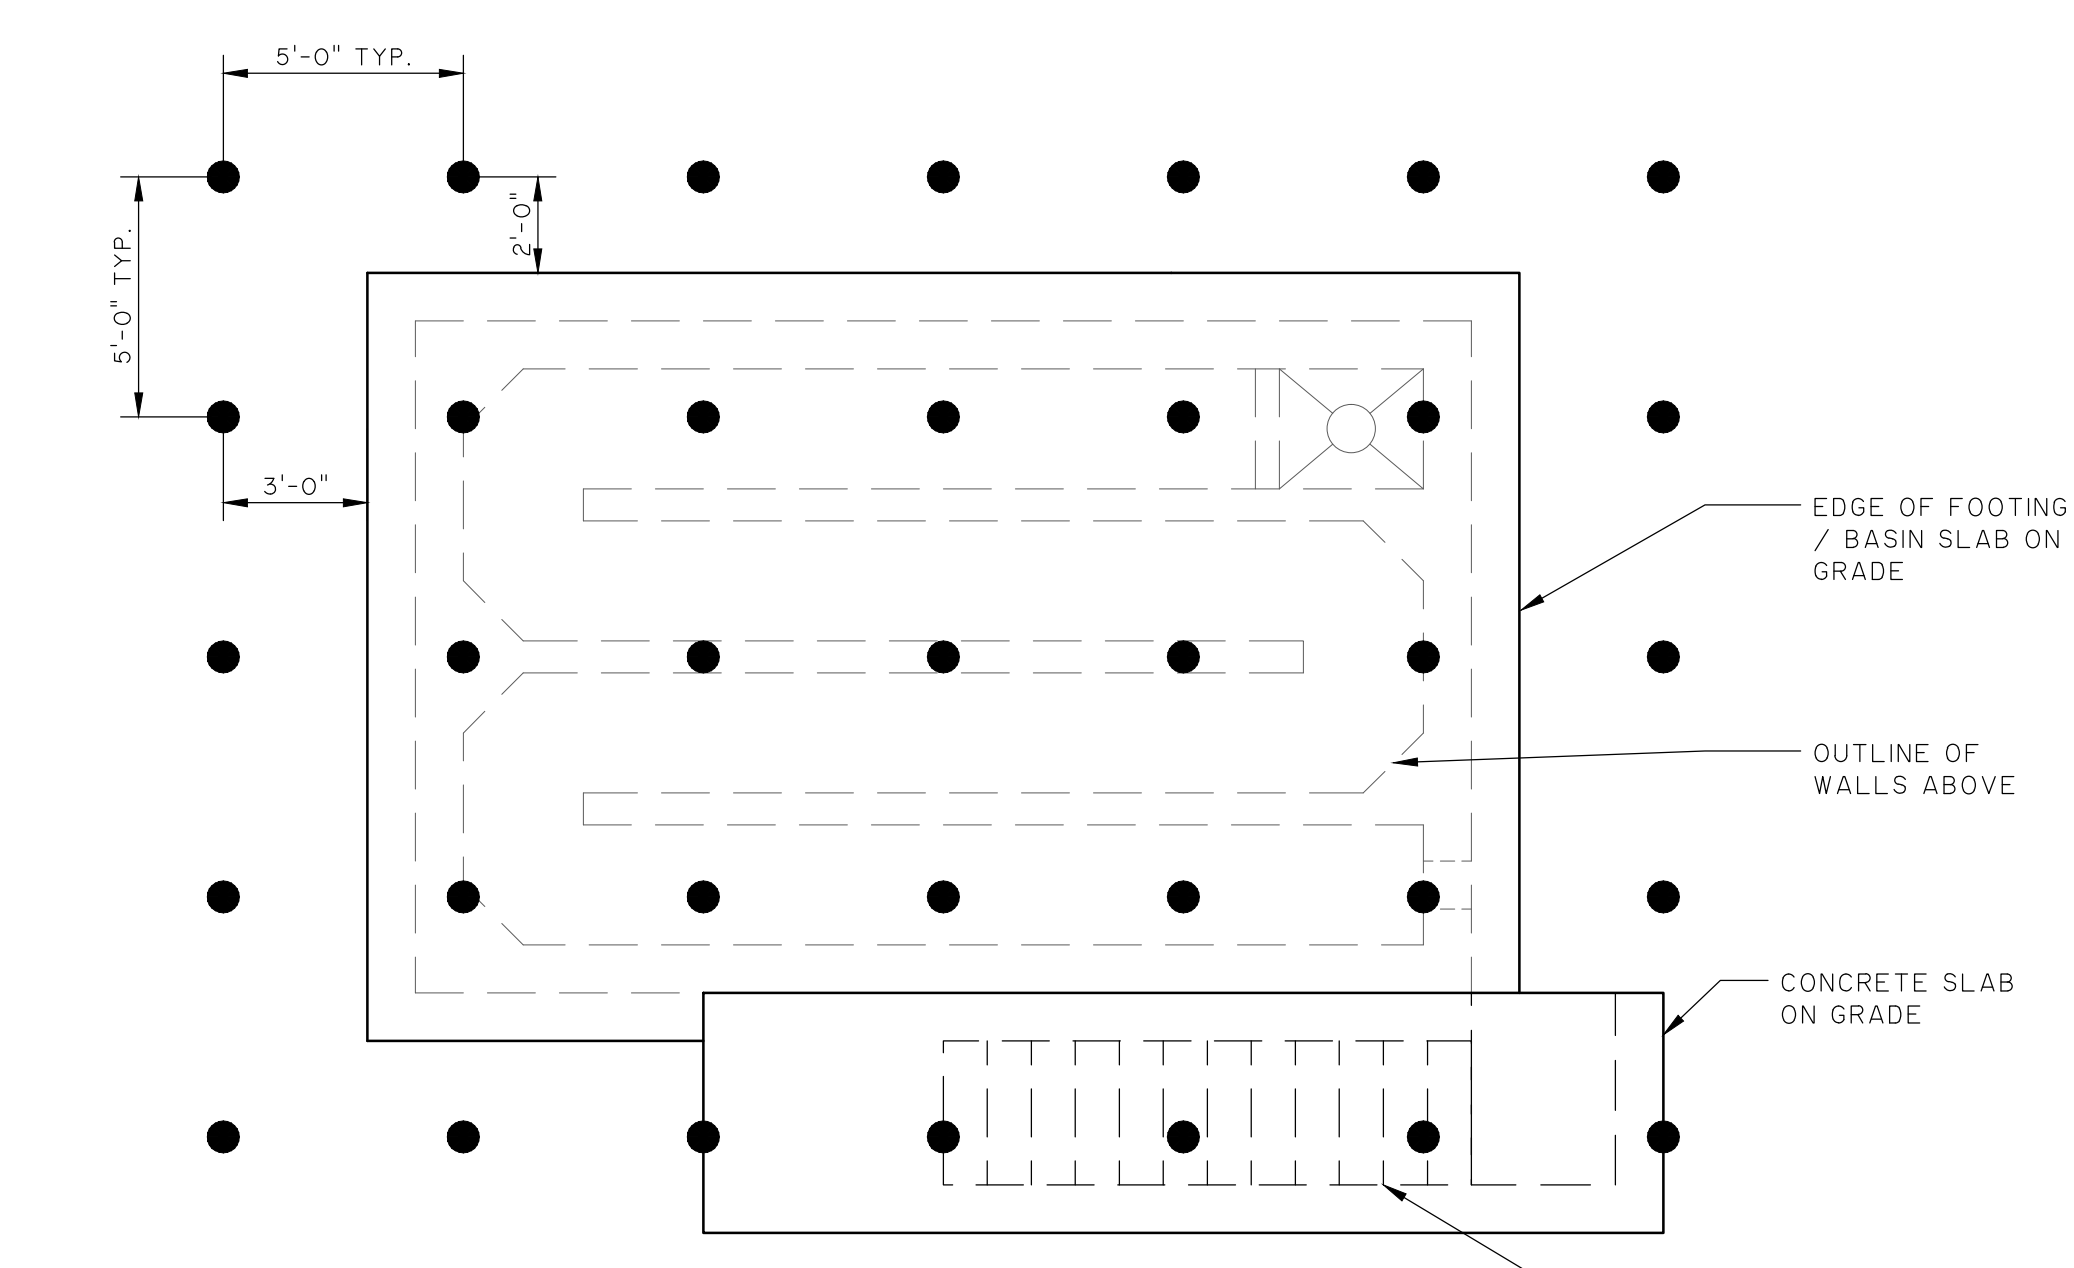 5'-0" TYP.
2'-0"
5'-0" TYP.
3'-0"
EDGE OF FOOTING
/ BASIN SLAB ON
GRADE
OUTLINE OF
WALLS ABOVE
CONCRETE SLAB
ON GRADE